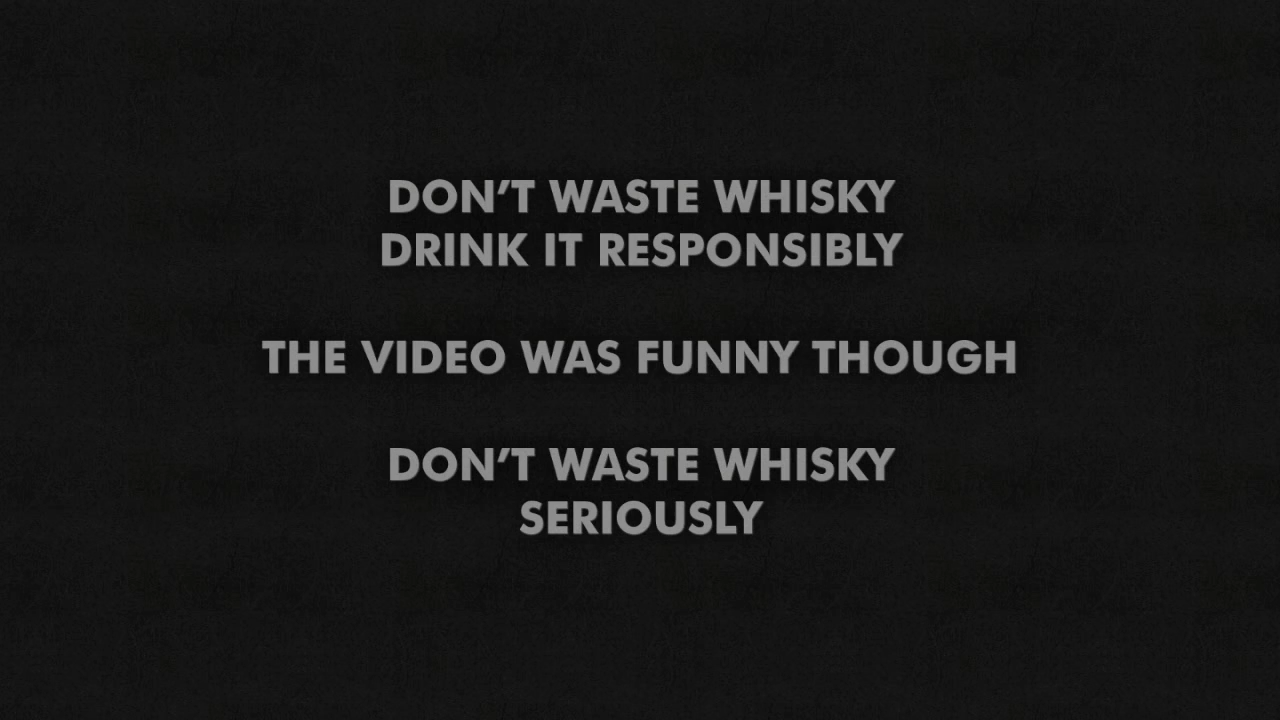 DON’T WASTE WHISKY
DRINK IT RESPONSIBLY
THE VIDEO WAS FUNNY THOUGH
DON’T WASTE WHISKY
SERIOUSLY